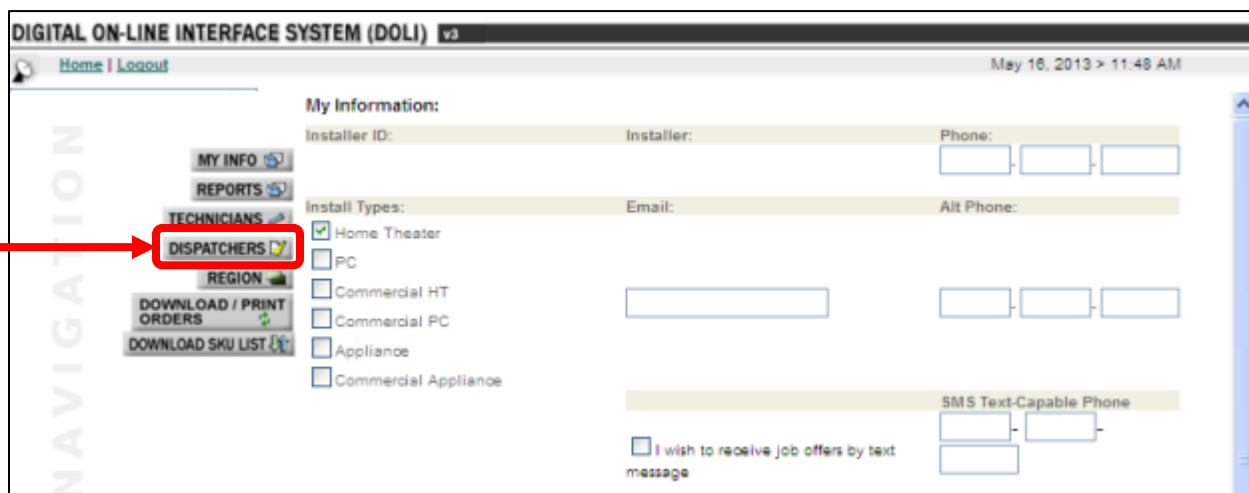 DIGITAL ON-LINE INTERFACE SYSTEM (DOLI) v3
Home | Logout
May 16, 2013 > 11:48 AM
NAVIGATION
MY INFO
REPORTS
TECHNICIANS
DISPATCHERS
REGION
DOWNLOAD / PRINT
ORDERS
DOWNLOAD SKU LIST
My Information:
Installer ID: Installer: Phone:
- -
Install Types: Email: Alt Phone:
Home Theater
PC
Commercial HT
Commercial PC
- -
Appliance
Commercial Appliance
SMS Text-Capable Phone
- -
I wish to receive job offers by text
message